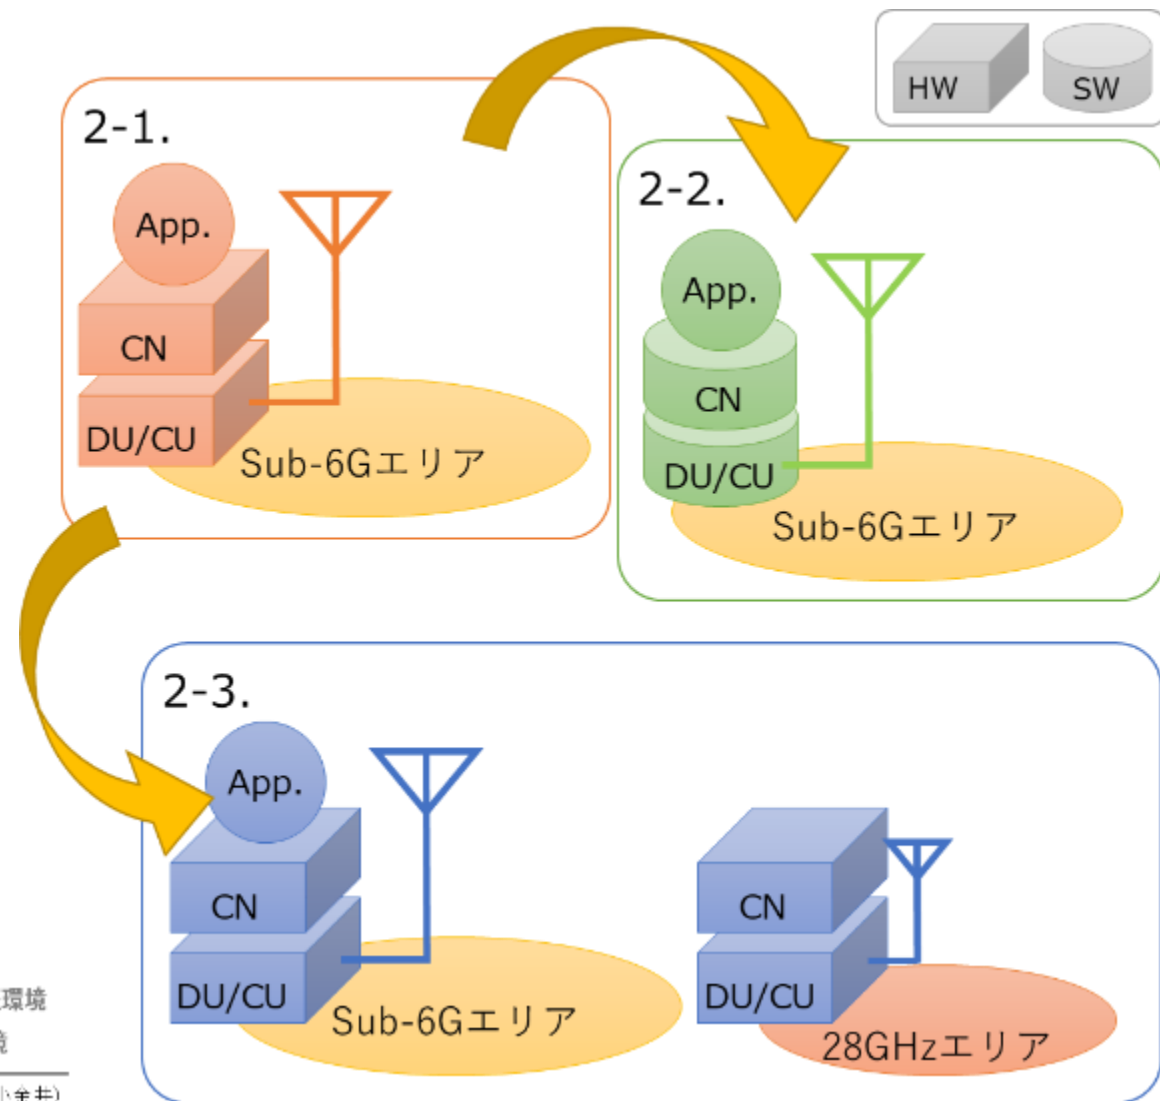 HW
SW
2-1.
App.
CN
DU/CU
Sub-6Gエリア
2-2.
App.
CN
DU/CU
Sub-6Gエリア
2-3.
App.
CN
DU/CU
Sub-6Gエリア
CN
DU/CU
28GHzエリア
環境